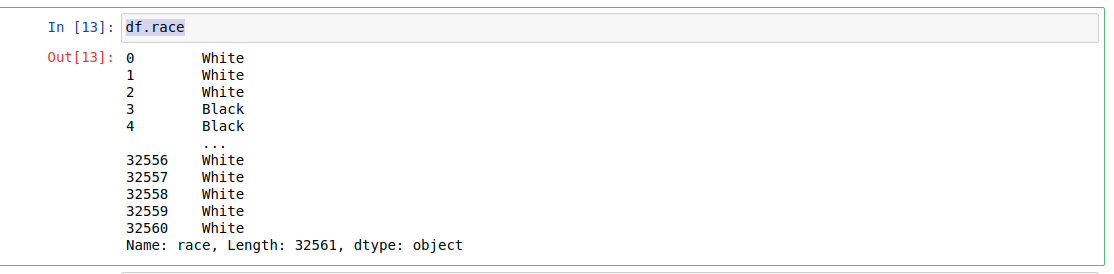 In [13]: df.race
Out[13]: 0        White
1        White
2        White
3        Black
4        Black
...
32556    White
32557    White
32558    White
32559    White
32560    White
Name: race, Length: 32561, dtype: object